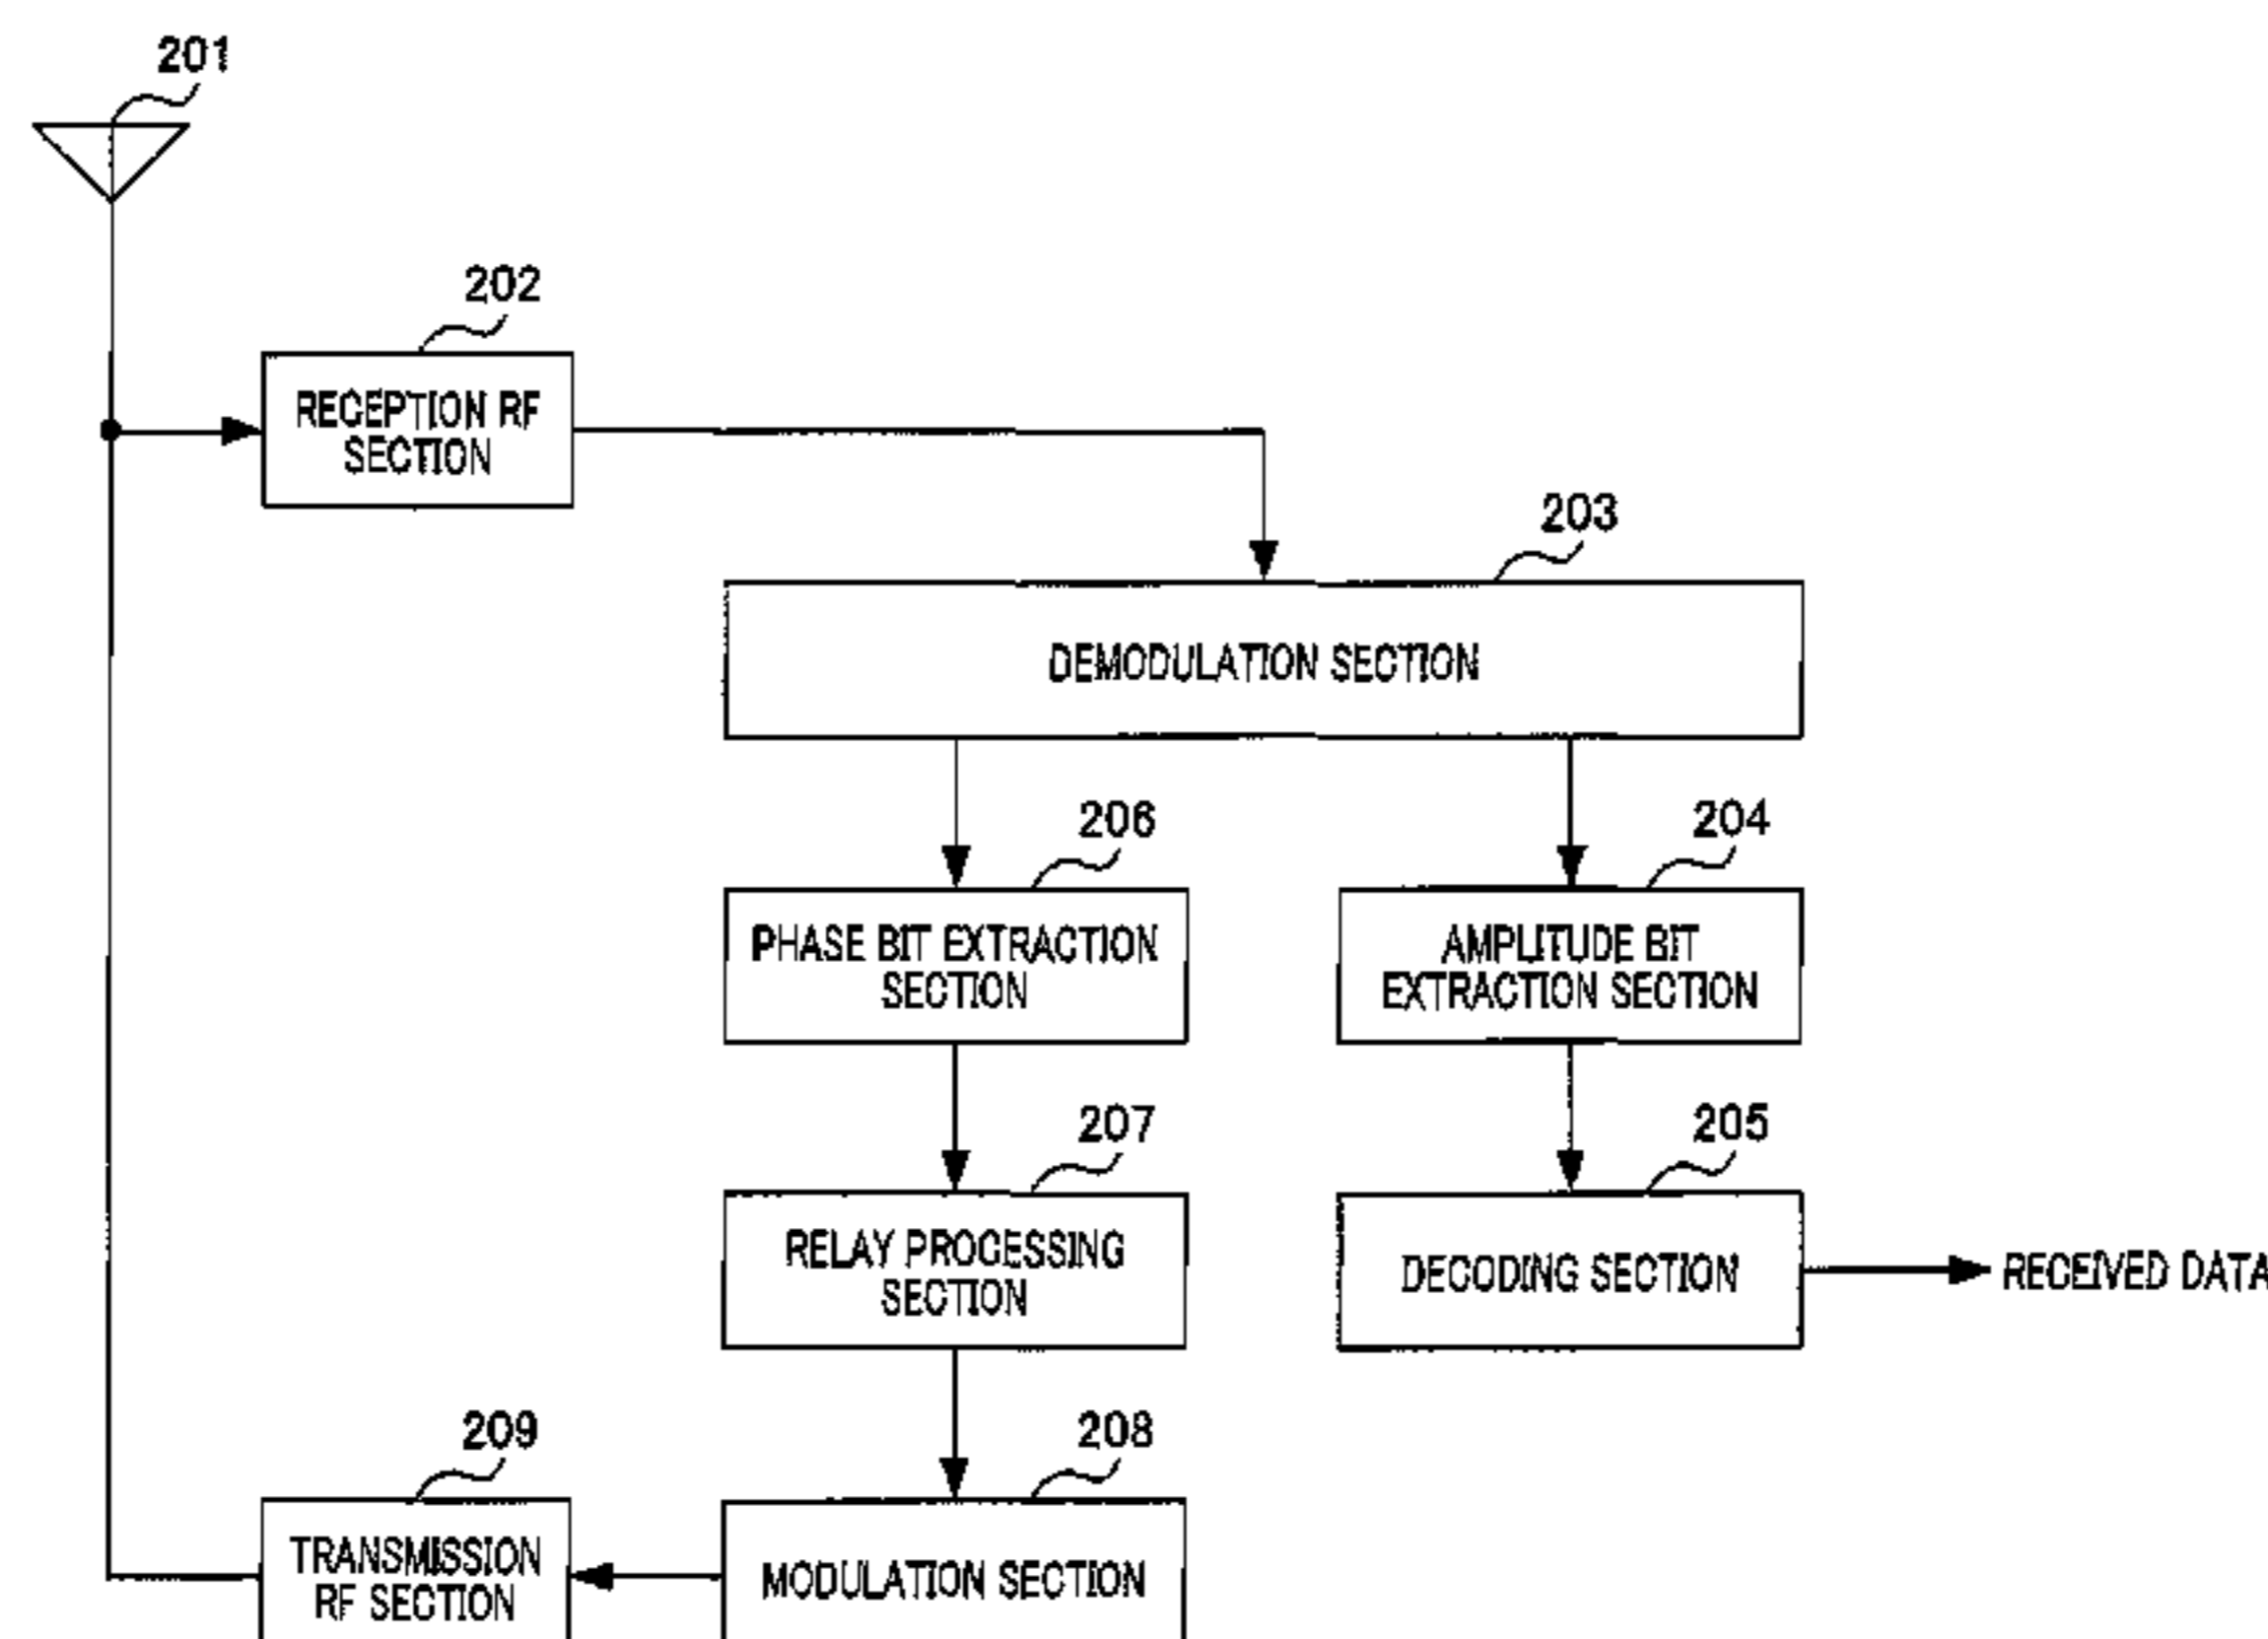 201
202
RECEPTION RF
SECTION
203
DEMODULATION SECTION
206
204
PHASE BIT EXTRACTION
SECTION
AMPLITUDE BIT
EXTRACTION SECTION
207
205
RELAY PROCESSING
SECTION
DECODING SECTION
RECEIVED DATA
209
208
TRANSMISSION
RF SECTION
MODULATION SECTION